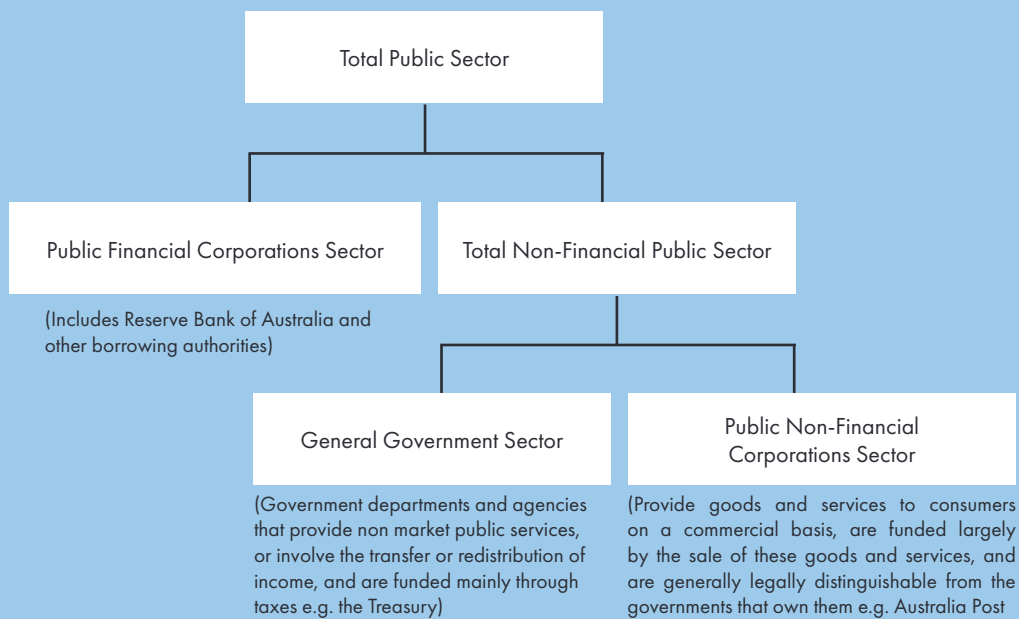 Total Public Sector
Public Financial Corporations Sector
Total Non-Financial Public Sector
(Includes Reserve Bank of Australia and
other borrowing authorities)
General Government Sector
Public Non-Financial
Corporations Sector
(Government departments and agencies
that provide non market public services,
or involve the transfer or redistribution of
income, and are funded mainly through
taxes e.g. the Treasury)
(Provide goods and services to consumers
on a commercial basis, are funded largely
by the sale of these goods and services, and
are generally legally distinguishable from the
governments that own them e.g. Australia Post